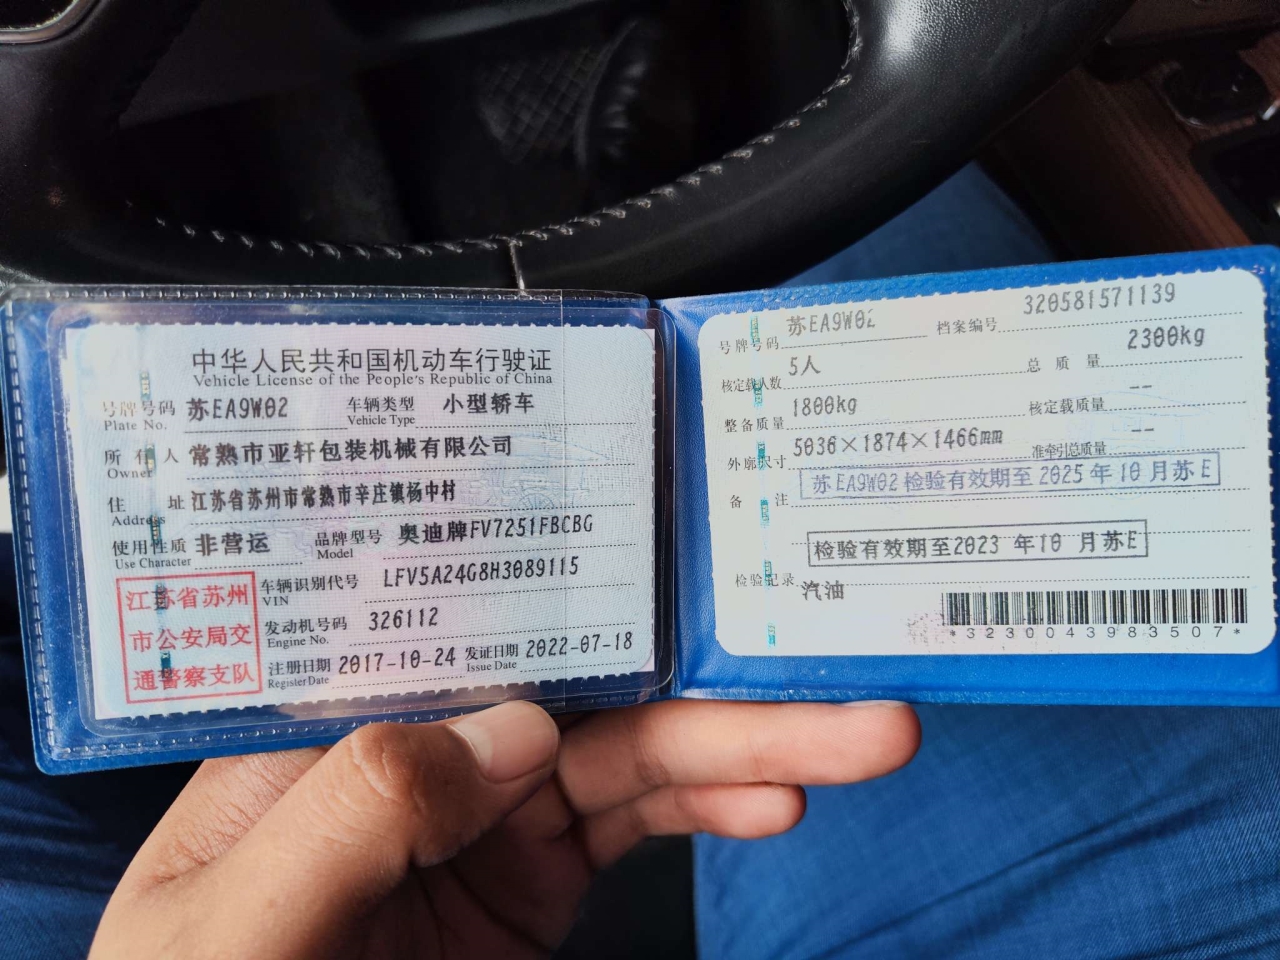 中华人民共和国机动车行驶证
Vehicle License of the People's Republic of China
号牌号码 苏EA9W02 车辆类型 小型轿车
Plate No. Vehicle Type
所有人 常熟市亚轩包装机械有限公司
Owner
住址 江苏省苏州市常熟市辛庄镇杨中村
Address
使用性质 非营运 品牌型号 奥迪牌FV7251FBCBG
Use Character Model
江苏省苏州
市公安局交
通警察支队
车辆识别代号 LFV5A24G8H3089115
VIN
发动机号码 326112
Engine No.
注册日期 2017-10-24 发证日期 2022-07-18
Register Date Issue Date
号牌号码 苏EA9W02 档案编号 320581571139
核定载人数 5人 总质量 2300kg
整备质量 1800kg 核定载质量 --
外廓尺寸 5036×1874×1466mm 准牵引总质量 --
备注 苏EA9W02检验有效期至2025年10月苏E
检验有效期至2023年10月苏E
检验记录 汽油
*3230043983507*